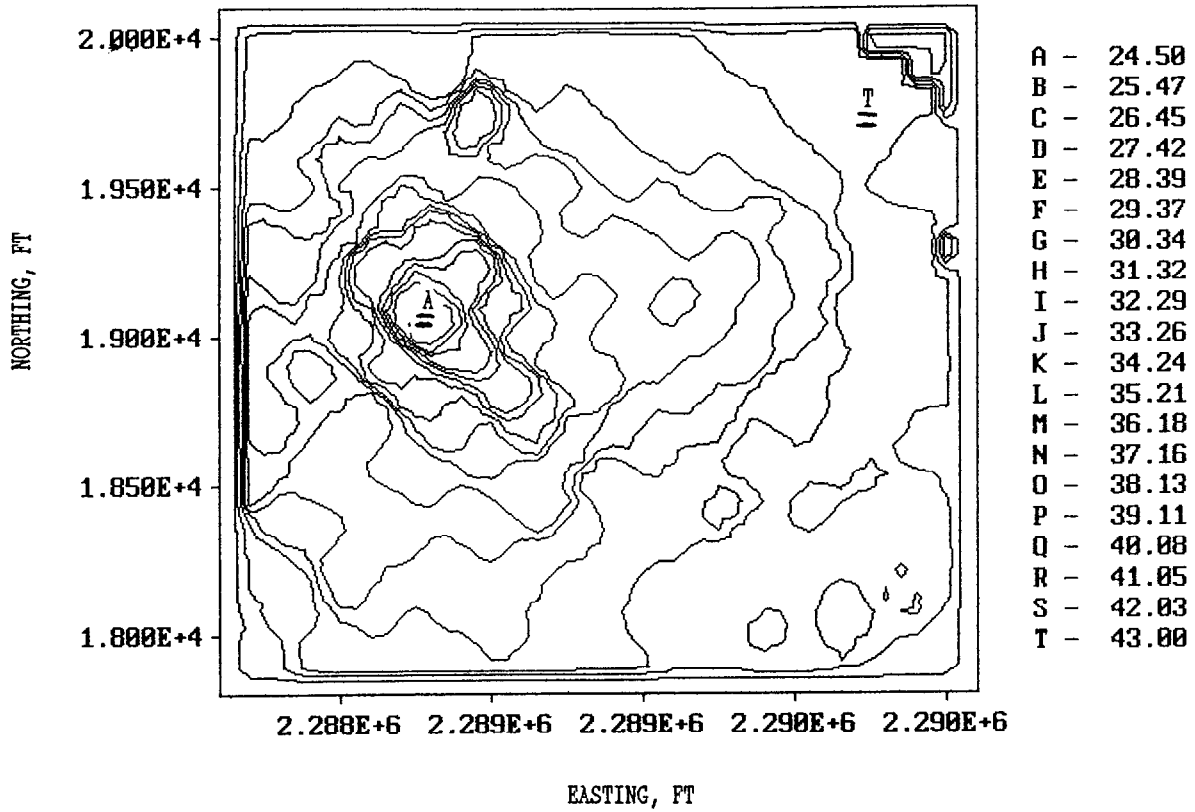 2.000E+4
1.950E+4
1.900E+4
1.850E+4
1.800E+4
NORTHING, FT
T
A
2.288E+6 2.289E+6 2.289E+6 2.290E+6 2.290E+6
EASTING, FT
A - 24.50
B - 25.47
C - 26.45
D - 27.42
E - 28.39
F - 29.37
G - 30.34
H - 31.32
I - 32.29
J - 33.26
K - 34.24
L - 35.21
M - 36.18
N - 37.16
O - 38.13
P - 39.11
Q - 40.08
R - 41.05
S - 42.03
T - 43.00